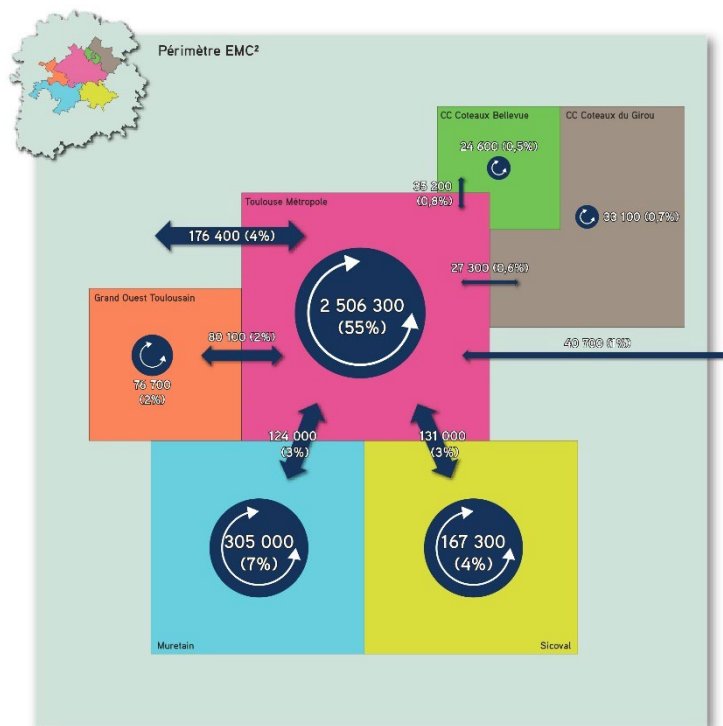 Périmètre EMC²
CC Coteaux Bellevue
CC Coteaux du Girou
24 600 (0,5%)
35 200
(0,8%)
33 100 (0,7%)
Toulouse Métropole
176 400 (4%)
27 300 (0,6%)
2 506 300
(55%)
Grand Ouest Toulousain
80 100 (2%)
40 700 (1%)
76 700
(2%)
124 000
(3%)
131 000
(3%)
305 000
(7%)
167 300
(4%)
Muretain
Sicoval